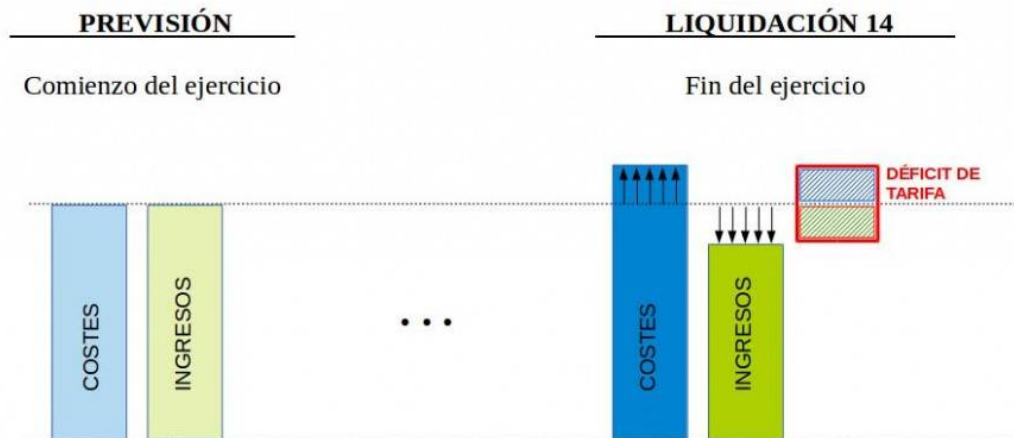 PREVISIÓN
LIQUIDACIÓN 14
Comienzo del ejercicio
Fin del ejercicio
DÉFICIT DE
TARIFA
COSTES
INGRESOS
...
COSTES
INGRESOS